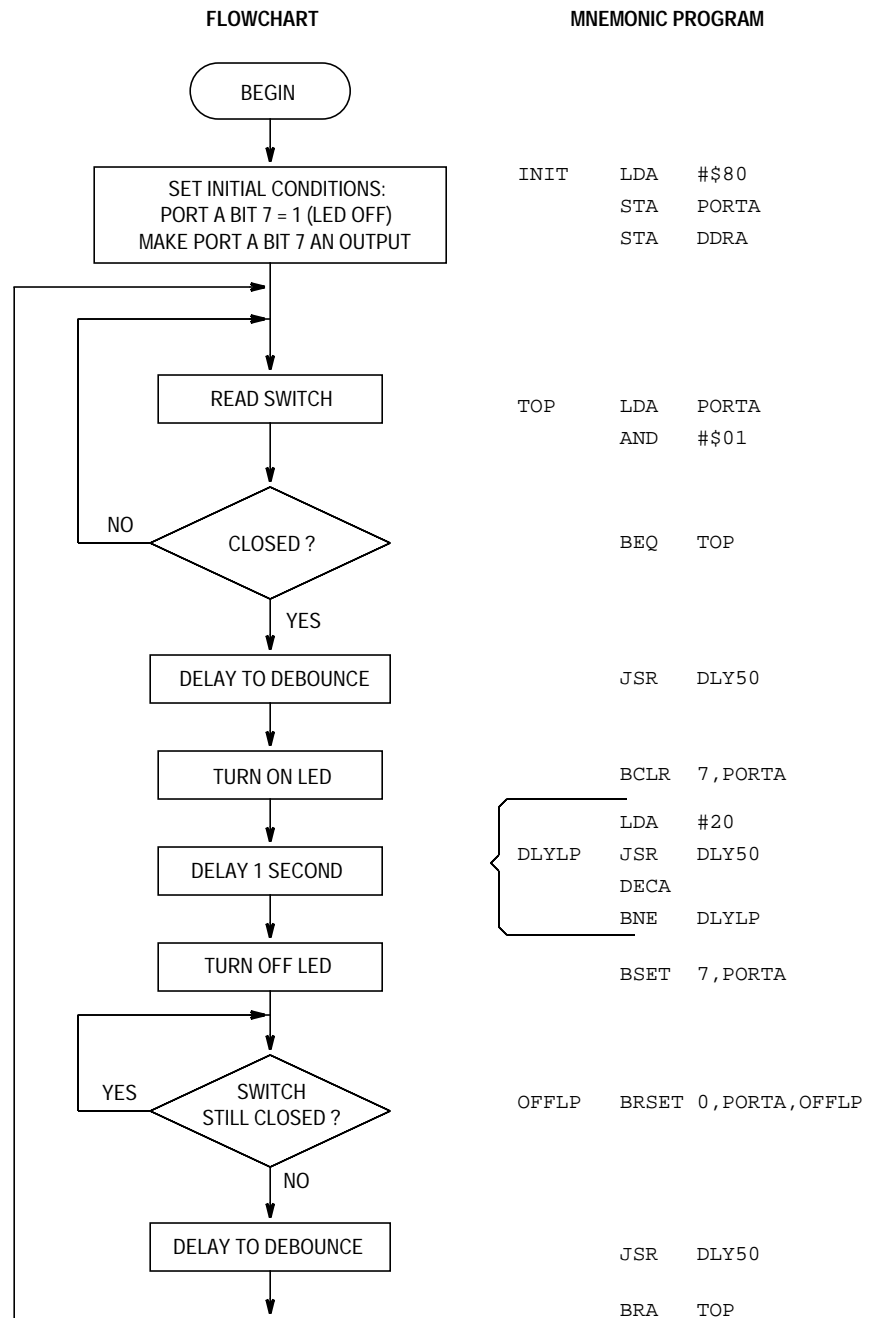 FLOWCHART
MNEMONIC PROGRAM
BEGIN
SET INITIAL CONDITIONS:
PORT A BIT 7 = 1 (LED OFF)
MAKE PORT A BIT 7 AN OUTPUT
INIT LDA #$80
STA PORTA
STA DDRA
READ SWITCH
TOP LDA PORTA
AND #$01
NO
CLOSED ?
BEQ TOP
YES
DELAY TO DEBOUNCE
JSR DLY50
TURN ON LED
BCLR 7,PORTA
DELAY 1 SECOND
LDA #20
DLYLP JSR DLY50
DECA
BNE DLYLP
TURN OFF LED
BSET 7,PORTA
YES
SWITCH
STILL CLOSED ?
OFFLP BRSET 0,PORTA,OFFLP
NO
DELAY TO DEBOUNCE
JSR DLY50
BRA TOP